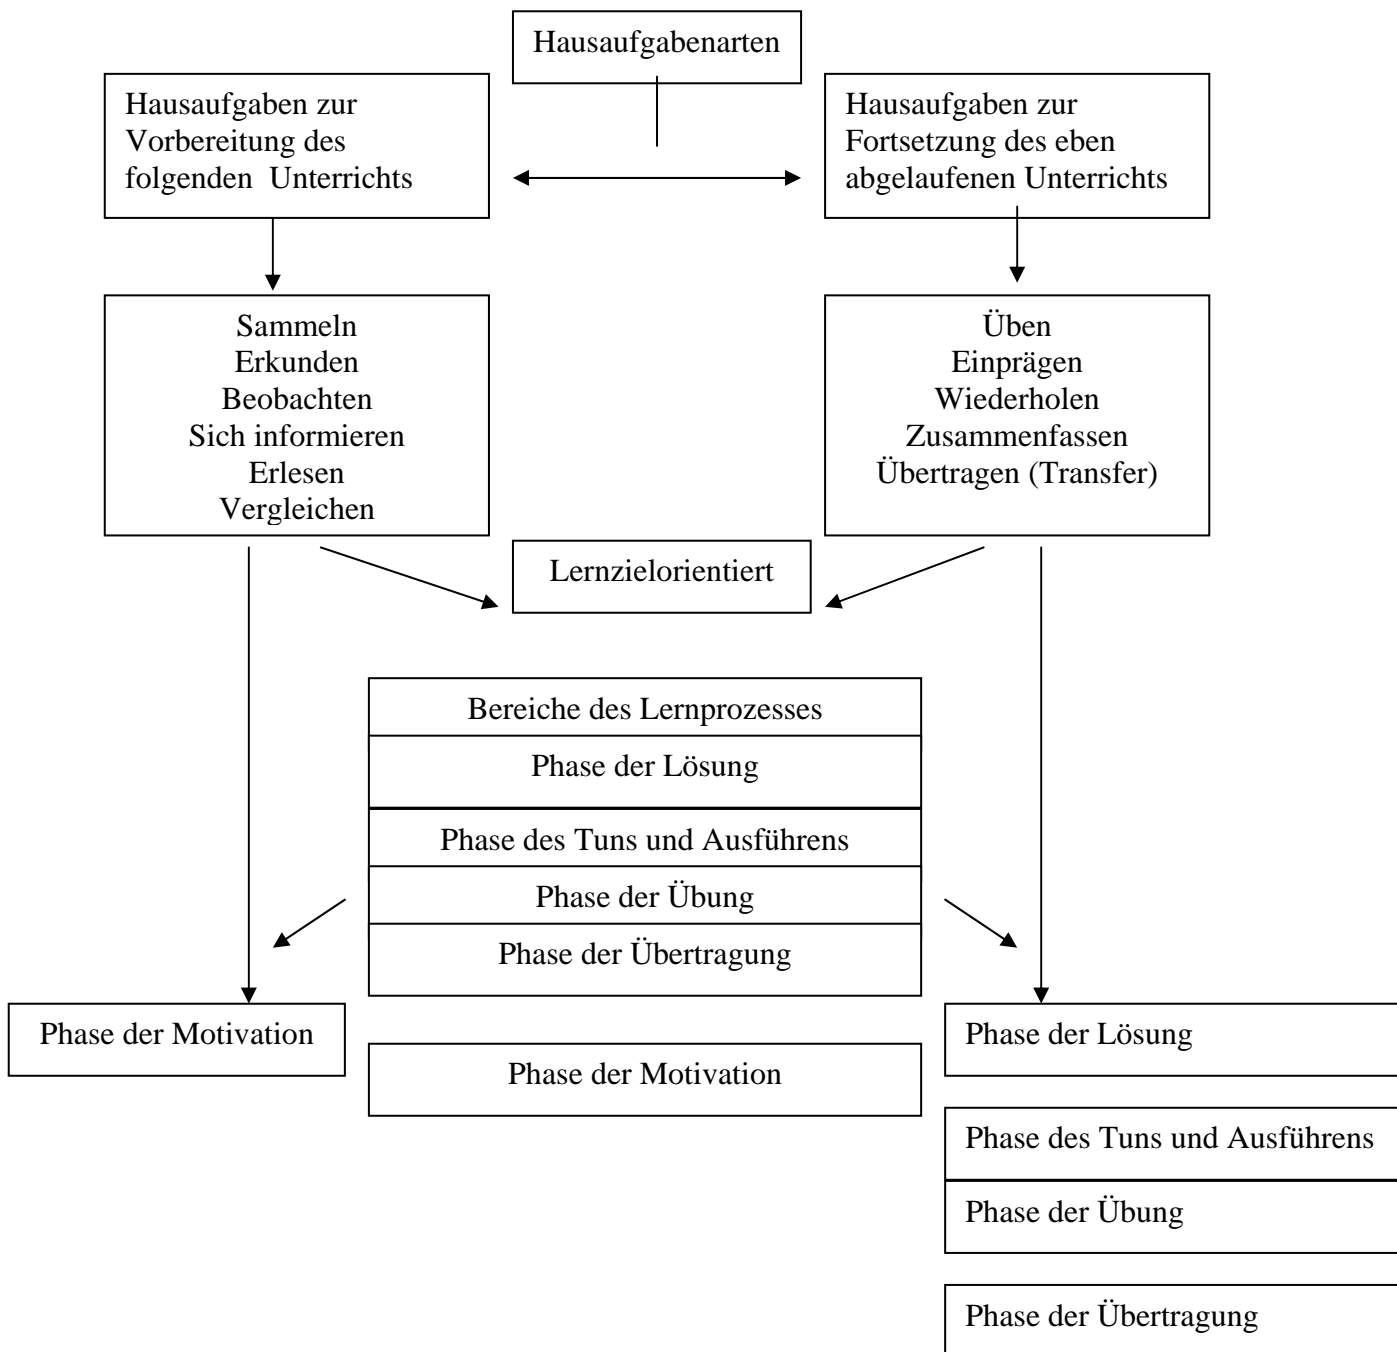 Hausaufgabenarten
Hausaufgaben zur
Vorbereitung des
folgenden  Unterrichts
Hausaufgaben zur
Fortsetzung des eben
abgelaufenen Unterrichts
Sammeln
Erkunden
Beobachten
Sich informieren
Erlesen
Vergleichen
Üben
Einprägen
Wiederholen
Zusammenfassen
Übertragen (Transfer)
Lernzielorientiert
Bereiche des Lernprozesses
Phase der Lösung
Phase des Tuns und Ausführens
Phase der Übung
Phase der Übertragung
Phase der Motivation
Phase der Motivation
Phase der Lösung
Phase des Tuns und Ausführens
Phase der Übung
Phase der Übertragung